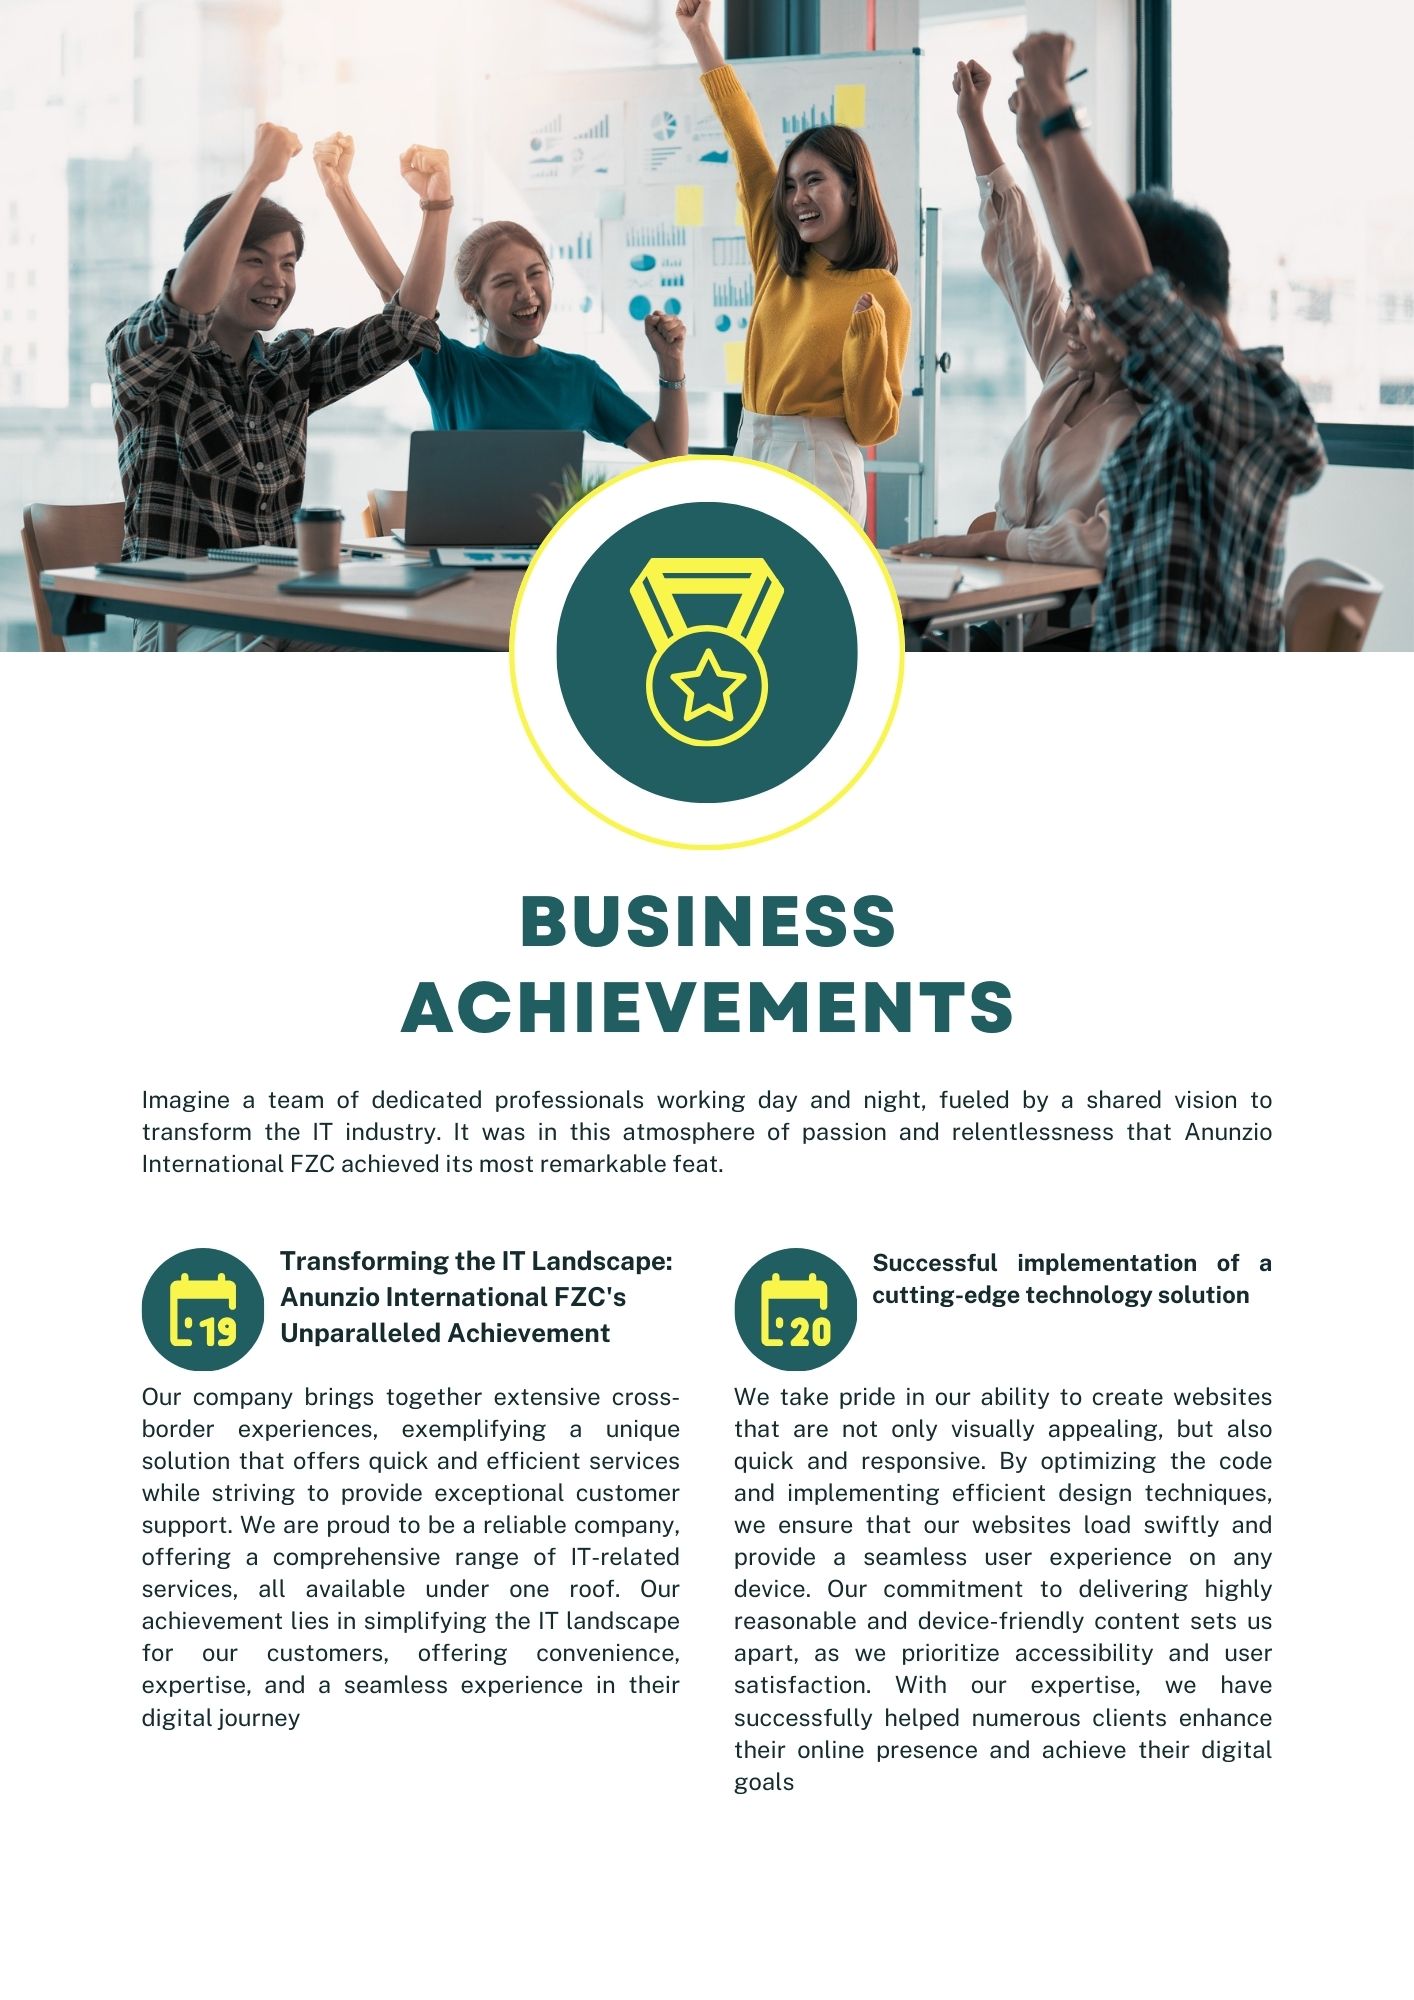 BUSINESS
ACHIEVEMENTS
Imagine a team of dedicated professionals working day and night, fueled by a shared vision to
transform the IT industry. It was in this atmosphere of passion and relentlessness that Anunzio
International FZC achieved its most remarkable feat.
19
Transforming the IT Landscape:
Anunzio International FZC's
Unparalleled Achievement
Our company brings together extensive cross-
border experiences, exemplifying a unique
solution that offers quick and efficient services
while striving to provide exceptional customer
support. We are proud to be a reliable company,
offering a comprehensive range of IT-related
services, all available under one roof. Our
achievement lies in simplifying the IT landscape
for our customers, offering convenience,
expertise, and a seamless experience in their
digital journey
20
Successful implementation of a
cutting-edge technology solution
We take pride in our ability to create websites
that are not only visually appealing, but also
quick and responsive. By optimizing the code
and implementing efficient design techniques,
we ensure that our websites load swiftly and
provide a seamless user experience on any
device. Our commitment to delivering highly
reasonable and device-friendly content sets us
apart, as we prioritize accessibility and user
satisfaction. With our expertise, we have
successfully helped numerous clients enhance
their online presence and achieve their digital
goals